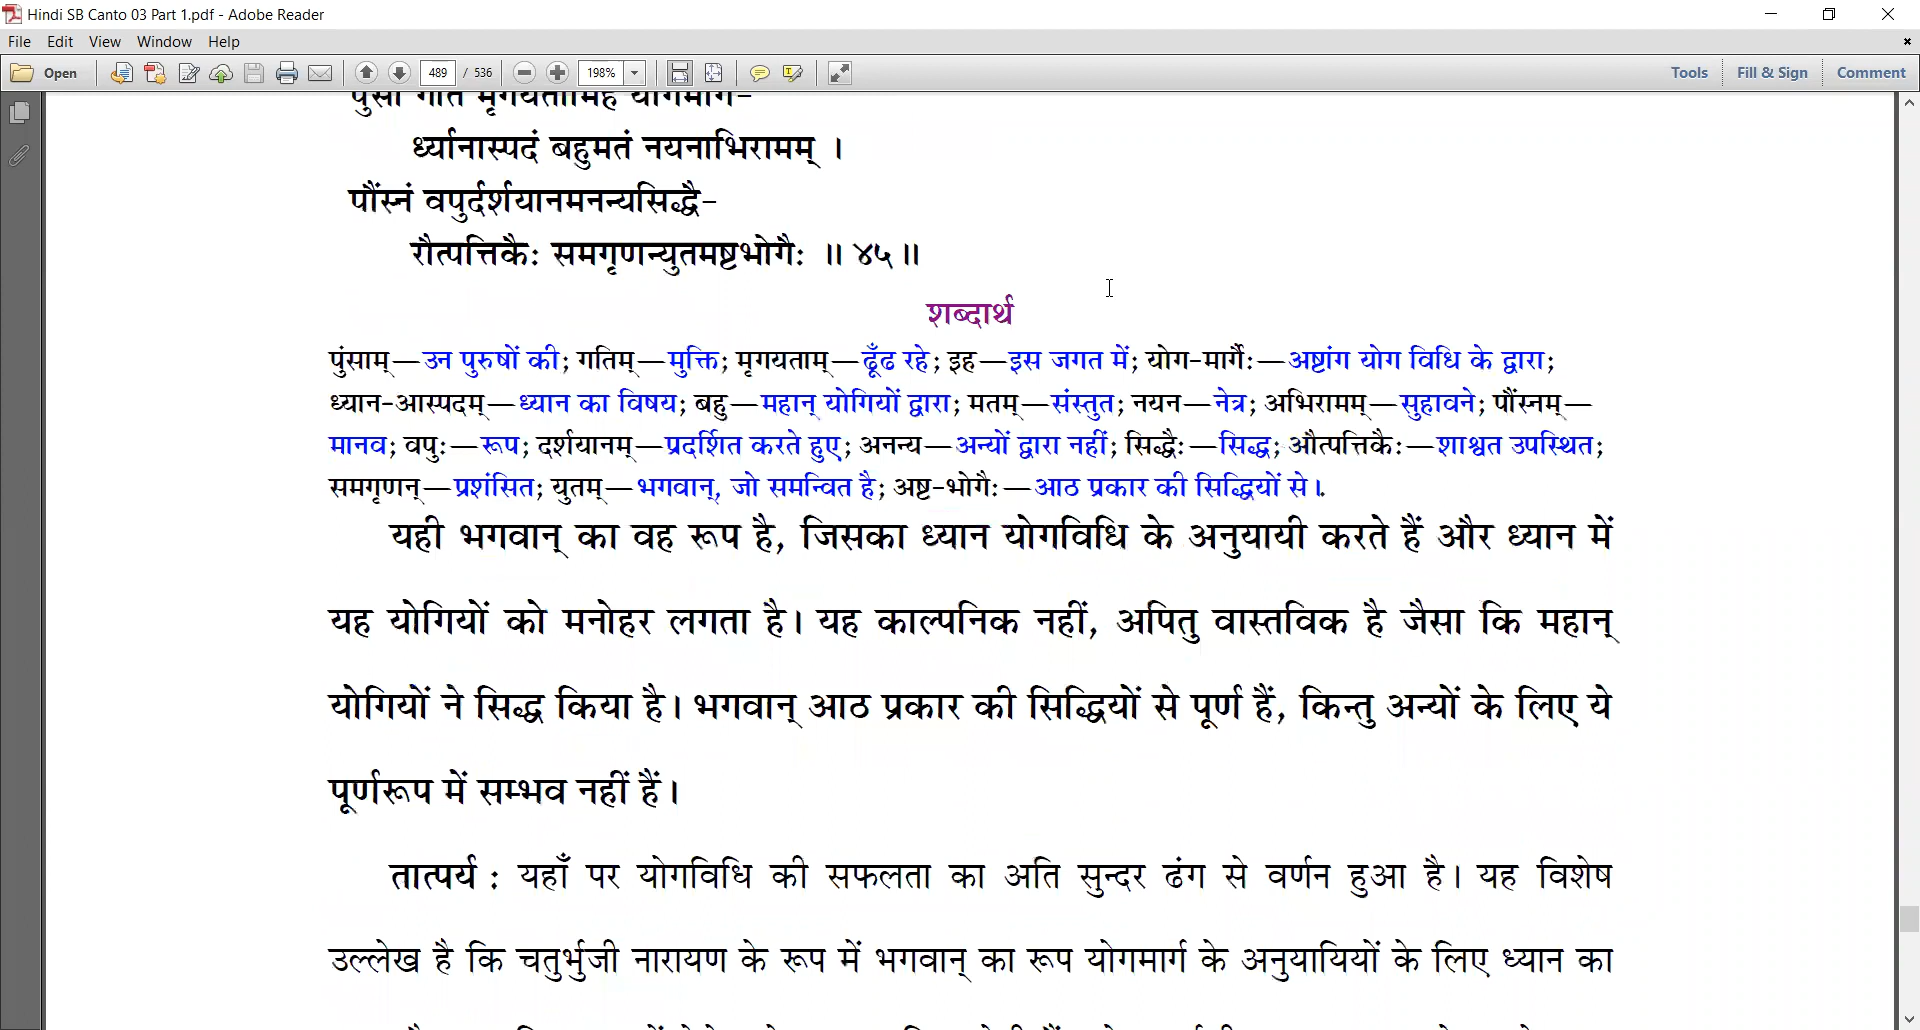 Hindi SB Canto 03 Part 1.pdf - Adobe Reader
File Edit View Window Help
Open 489 / 536 198% Tools Fill & Sign Comment
पुंसां गतिं मृगयतामिह योगमार्गै-
र्ध्यानास्पदं बहुमतं नयनाभिरामम् ।
पौंस्नं वपुर्दर्शयानमनन्यसिद्धै-
रौत्पत्तिकैः समगृणन्युतमष्टभोगैः ॥ ४५॥
शब्दार्थ
पुंसाम्—उन पुरुषों की; गतिम्—मुक्ति; मृगयताम्—ढूँढ रहे; इह—इस जगत में; योग-मार्गैः—अष्टांग योग विधि के द्वारा;
ध्यान-आस्पदम्—ध्यान का विषय; बहु—महान् योगियों द्वारा; मतम्—संस्तुत; नयन—नेत्र; अभिरामम्—सुहावने; पौंस्नम्—
मानव; वपुः—रूप; दर्शयानम्—प्रदर्शित करते हुए; अनन्य—अन्यों द्वारा नहीं; सिद्धैः—सिद्ध; औत्पत्तिकैः—शाश्वत उपस्थित;
समगृणन्—प्रशंसित; युतम्—भगवान्, जो समन्वित है; अष्ट-भोगैः—आठ प्रकार की सिद्धियों से।.
यही भगवान् का वह रूप है, जिसका ध्यान योगविधि के अनुयायी करते हैं और ध्यान में
यह योगियों को मनोहर लगता है। यह काल्पनिक नहीं, अपितु वास्तविक है जैसा कि महान्
योगियों ने सिद्ध किया है। भगवान् आठ प्रकार की सिद्धियों से पूर्ण हैं, किन्तु अन्यों के लिए ये
पूर्णरूप में सम्भव नहीं हैं।
तात्पर्य : यहाँ पर योगविधि की सफलता का अति सुन्दर ढंग से वर्णन हुआ है। यह विशेष
उल्लेख है कि चतुर्भुजी नारायण के रूप में भगवान् का रूप योगमार्ग के अनुयायियों के लिए ध्यान का